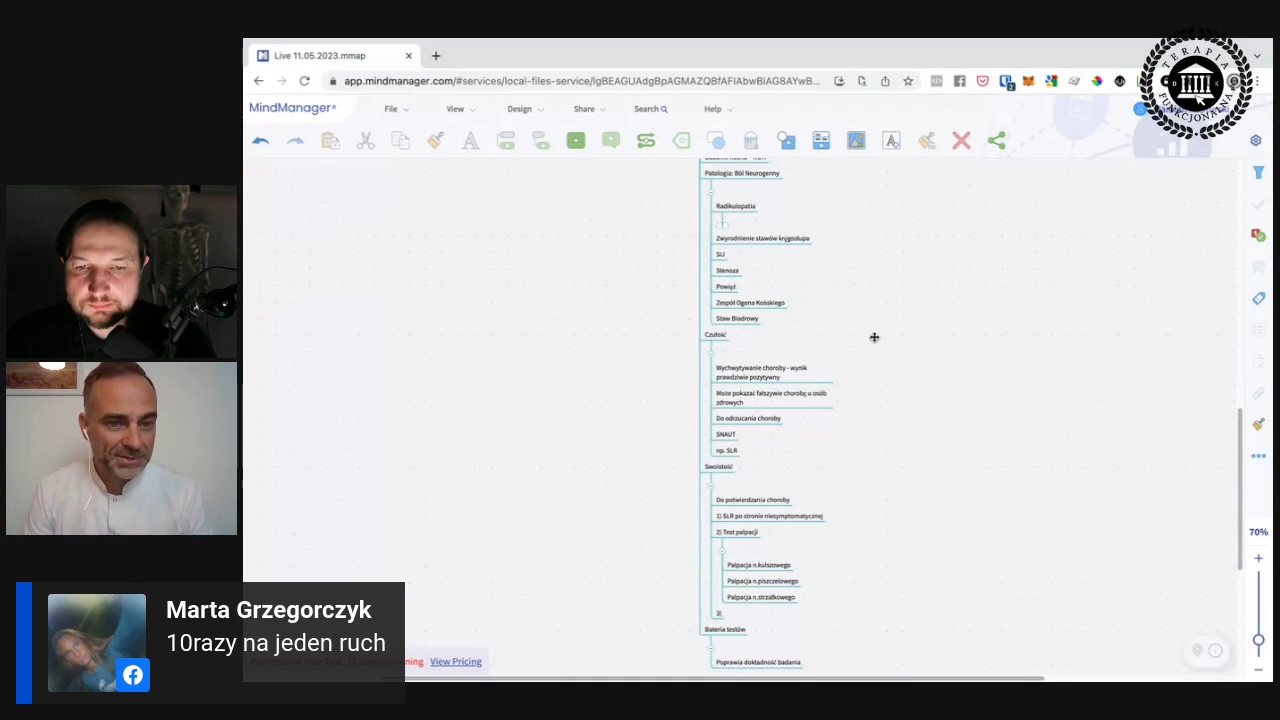 Live 11.05.2023.mmap
app.mindmanager.com/#services/local-files-service/IgBEAGUAdgBpAGMAZQBfAFIAbwBiAG8AYwB...
TERAPIA
FUNKCJONALNA
MindManager
File
View
Design
Share
Search
Help
Patologia: Ból Neurogenny
Radikulopatia
Zwyrodnienie stawów kręgosłupa
SIJ
Stenoza
Powięź
Zespół Ogona Końskiego
Staw Biodrowy
Czułość
Wychwytywanie choroby - wynik
prawdziwie pozytywny
Może pokazać fałszywie chorobę u osób
zdrowych
Do odrzucania choroby
SNAUT
np. SLR
Swoistość
Do potwierdzania choroby
1) SLR po stronie niesymptomatycznej
2) Test palpacji
Palpacja n.kulszowego
Palpacja n.piszczelowego
Palpacja n.strzałkowego
3)
Bateria testów
Poprawia dokładność badania
70%
View Pricing
Marta Grzegorczyk
10razy na jeden ruch